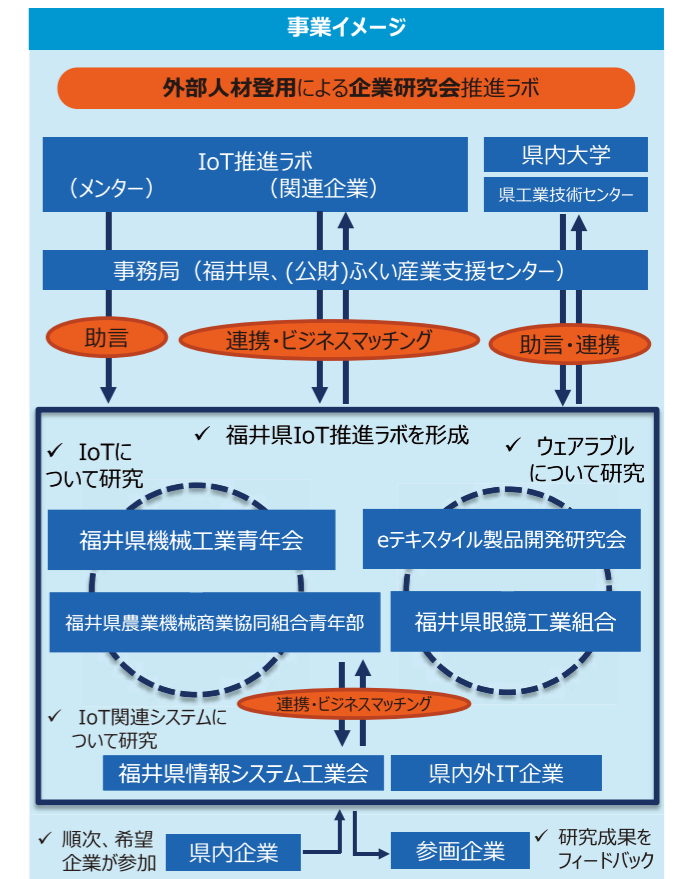 事業イメージ
外部人材登用による企業研究会推進ラボ
IoT推進ラボ
（メンター）　（関連企業）
県内大学
県工業技術センター
事務局（福井県、(公財)ふくい産業支援センター）
助言
連携・ビジネスマッチング
助言・連携
✓ IoTに
ついて研究
✓ 福井県IoT推進ラボを形成
✓ ウェアラブル
について研究
福井県機械工業青年会
eテキスタイル製品開発研究会
福井県農業機械商業協同組合青年部
福井県眼鏡工業組合
連携・ビジネスマッチング
✓ IoT関連システムに
ついて研究
福井県情報システム工業会
県内外IT企業
✓ 順次、希望
企業が参加
県内企業
参画企業
✓ 研究成果を
フィードバック